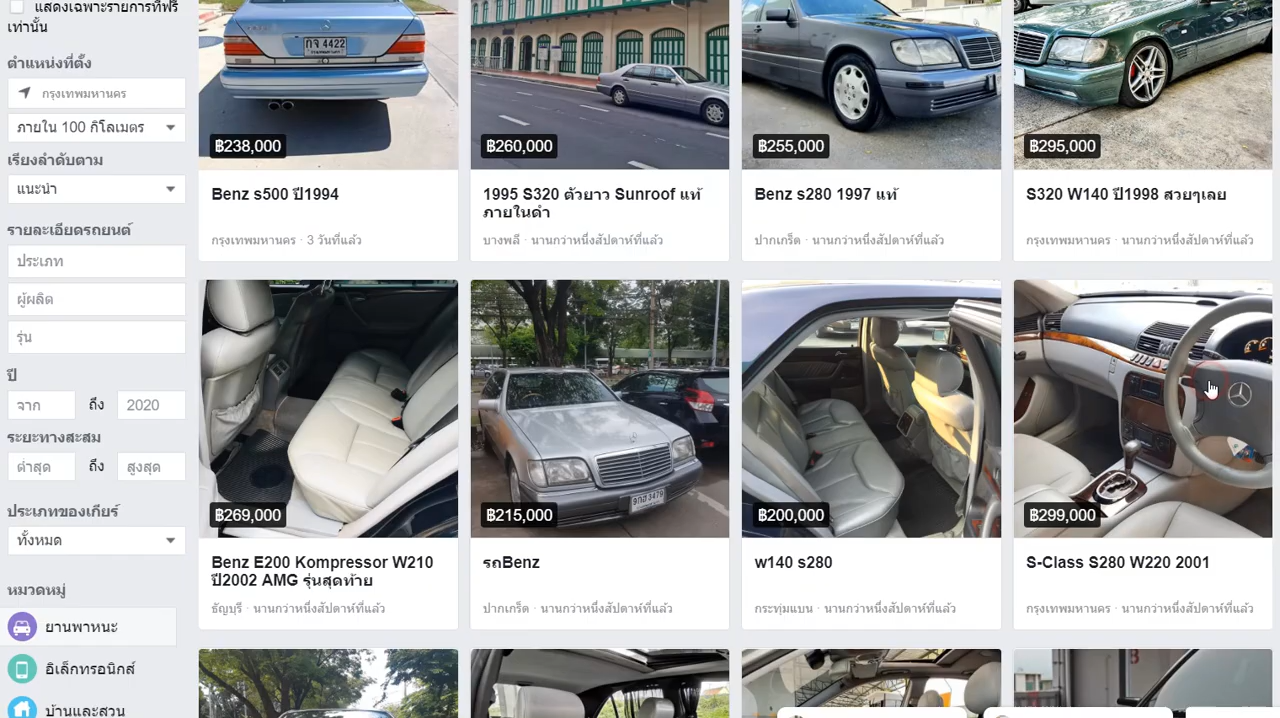 แสดงเฉพาะรายการที่ฟรี
เท่านั้น
ตำแหน่งที่ตั้ง
กรุงเทพมหานคร
ภายใน 100 กิโลเมตร
เรียงลำดับตาม
แนะนำ
รายละเอียดรถยนต์
ประเภท
ผู้ผลิต
รุ่น
ปี
จาก ถึง 2020
ระยะทางสะสม
ต่ำสุด ถึง สูงสุด
ประเภทของเกียร์
ทั้งหมด
หมวดหมู่
ยานพาหนะ
อิเล็กทรอนิกส์
บ้านและสวน
กจ 4422
฿238,000
Benz s500 ปี1994
กรุงเทพมหานคร · 3 วันที่แล้ว
฿260,000
1995 S320 ตัวยาว Sunroof แท้
ภายในดำ
บางพลี · นานกว่าหนึ่งสัปดาห์ที่แล้ว
฿255,000
Benz s280 1997 แท้
ปากเกร็ด · นานกว่าหนึ่งสัปดาห์ที่แล้ว
฿295,000
S320 W140 ปี1998 สวยๆเลย
กรุงเทพมหานคร · นานกว่าหนึ่งสัปดาห์ที่แล้ว
฿269,000
Benz E200 Kompressor W210
ปี2002 AMG รุ่นสุดท้าย
ธัญบุรี · นานกว่าหนึ่งสัปดาห์ที่แล้ว
฿215,000
รถBenz
ปากเกร็ด · นานกว่าหนึ่งสัปดาห์ที่แล้ว
฿200,000
w140 s280
กระทุ่มแบน · นานกว่าหนึ่งสัปดาห์ที่แล้ว
฿299,000
S-Class S280 W220 2001
กรุงเทพมหานคร · นานกว่าหนึ่งสัปดาห์ที่แล้ว